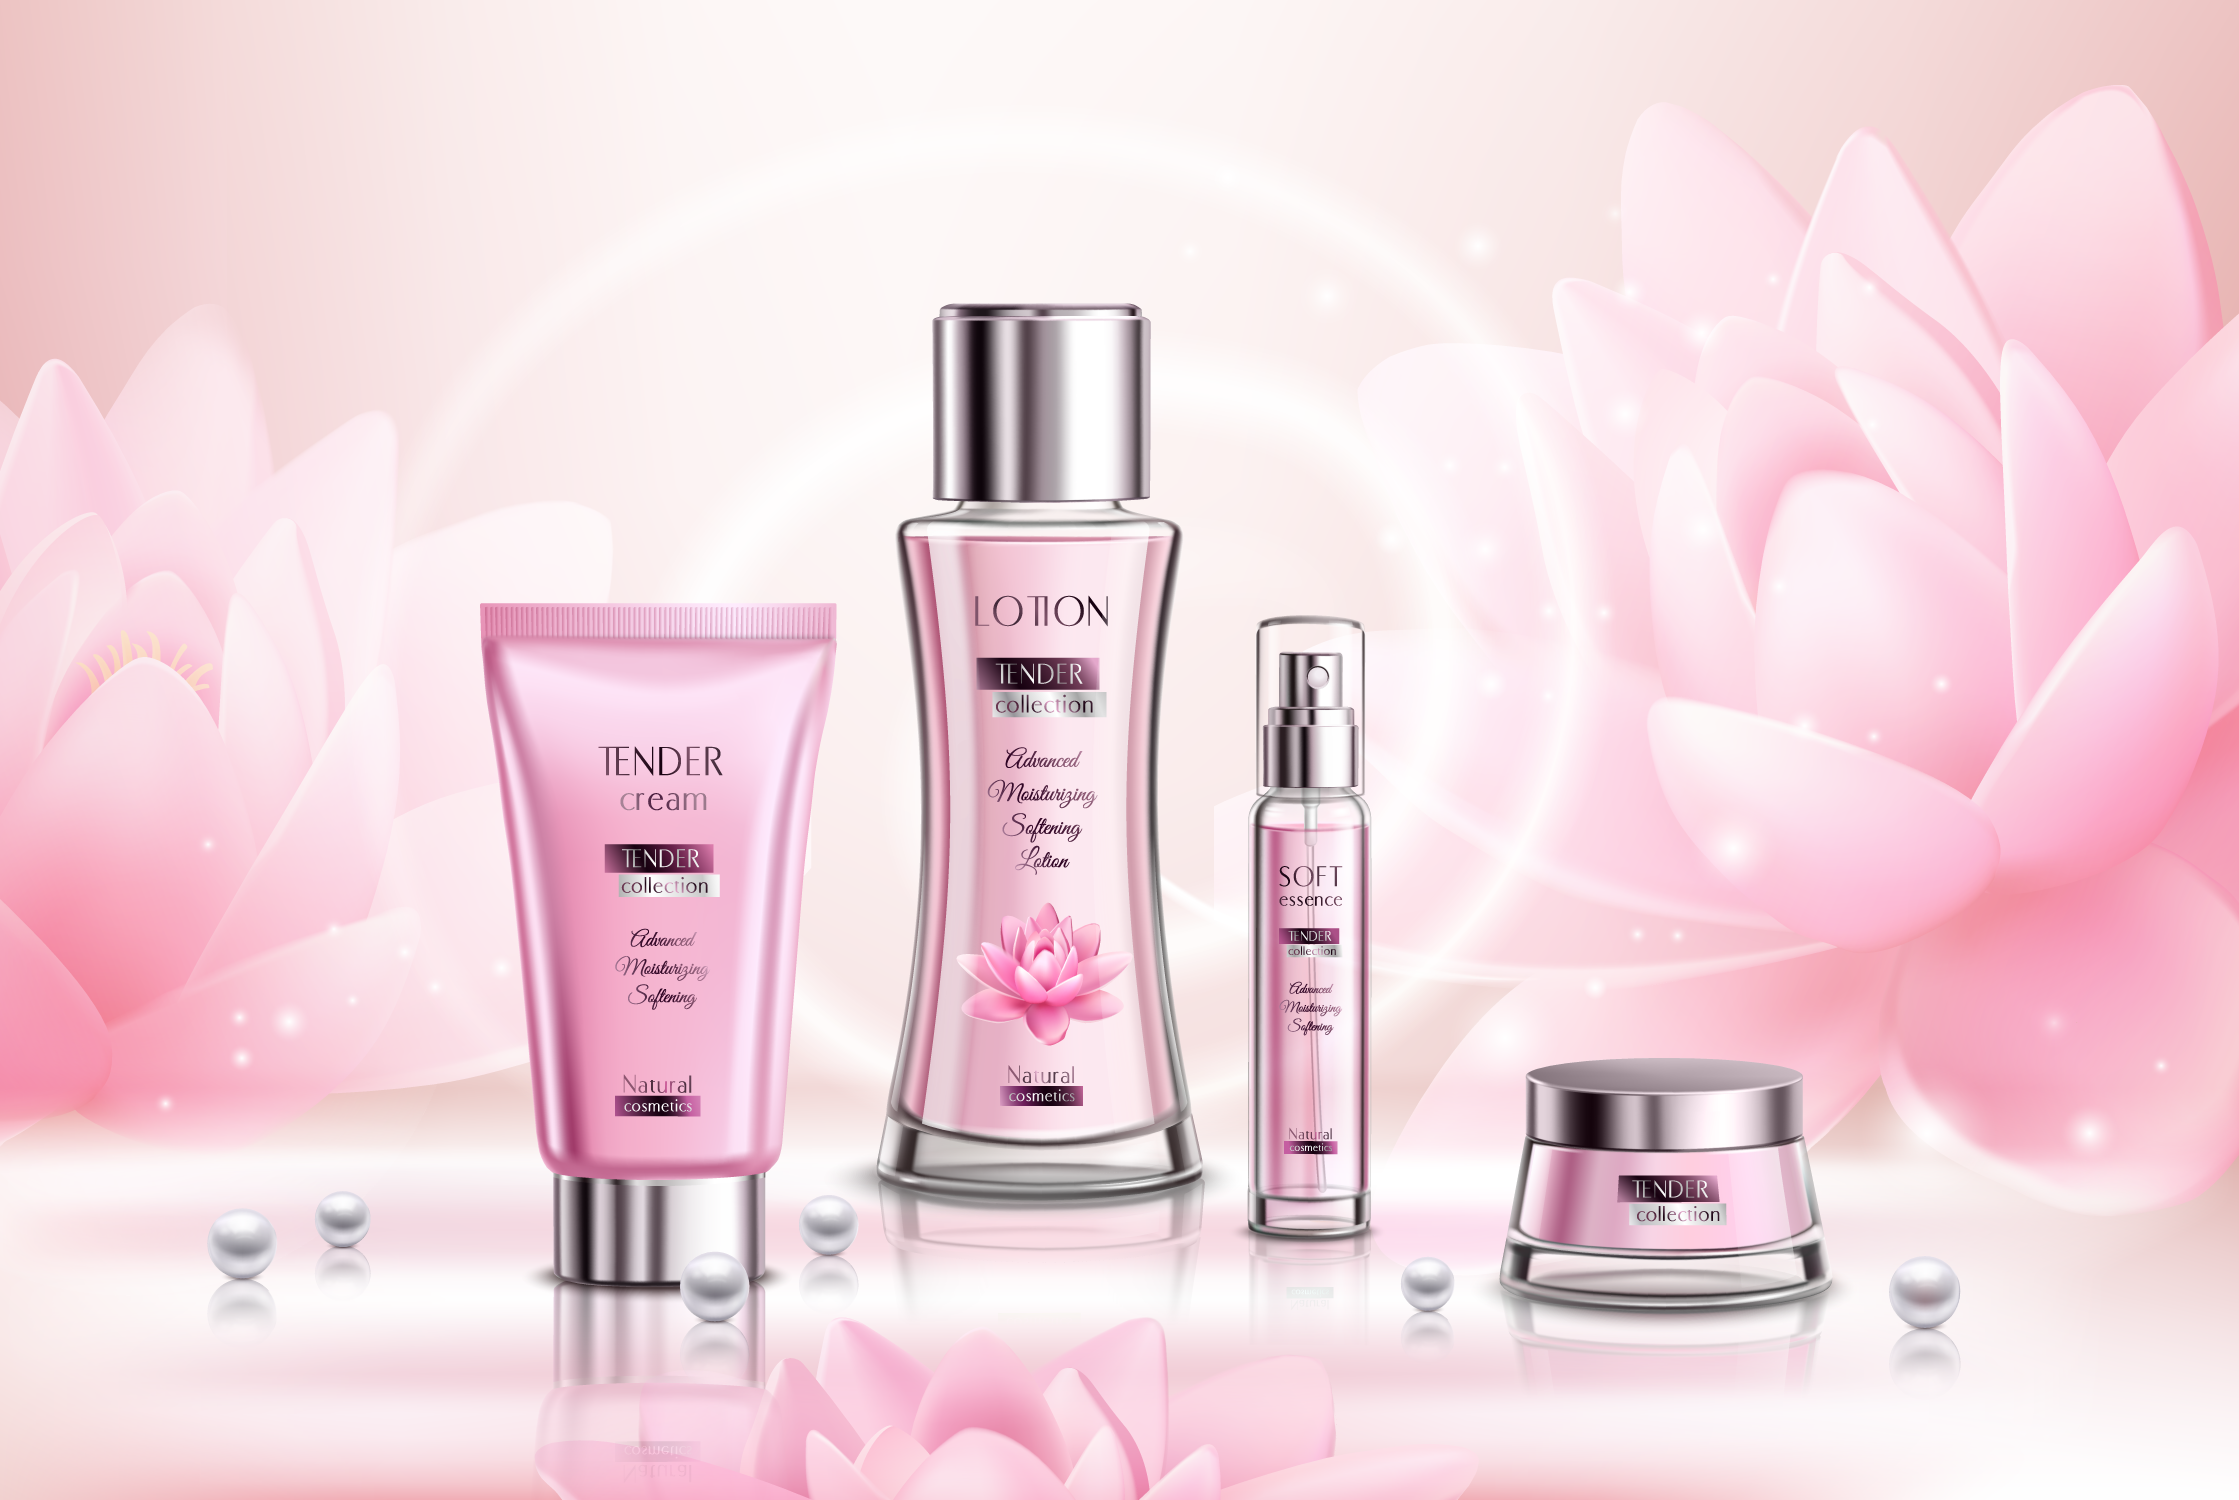 TENDER
cream
TENDER
collection
Advanced
Moisturizing
Softening
Natural
cosmetics
LOTION
TENDER
collection
Advanced
Moisturizing
Softening
Lotion
Natural
cosmetics
SOFT
essence
TENDER
collection
Advanced
Moisturizing
Softening
Natural
cosmetics
TENDER
collection